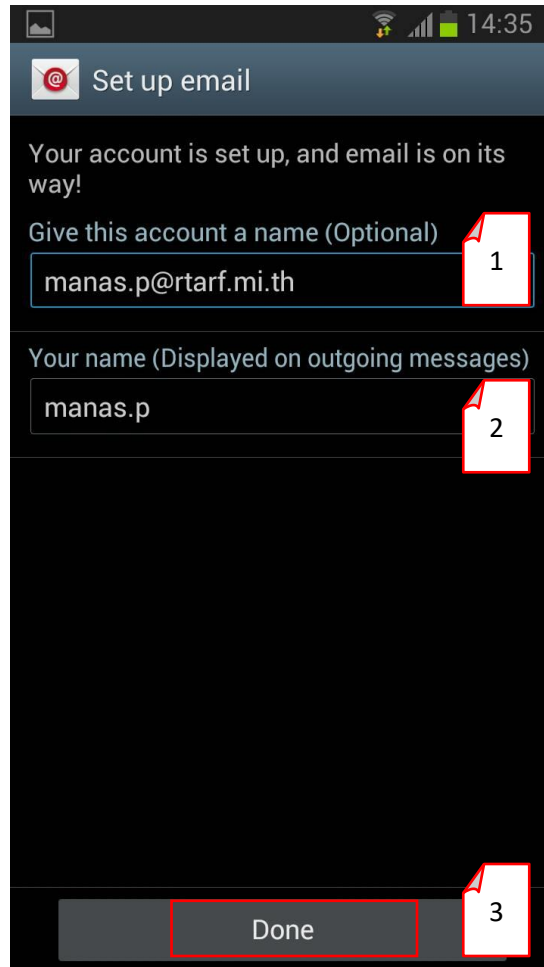 14:35
Set up email
Your account is set up, and email is on its
way!
Give this account a name (Optional)
1
manas.p@rtarf.mi.th
Your name (Displayed on outgoing messages)
manas.p
2
Done
3